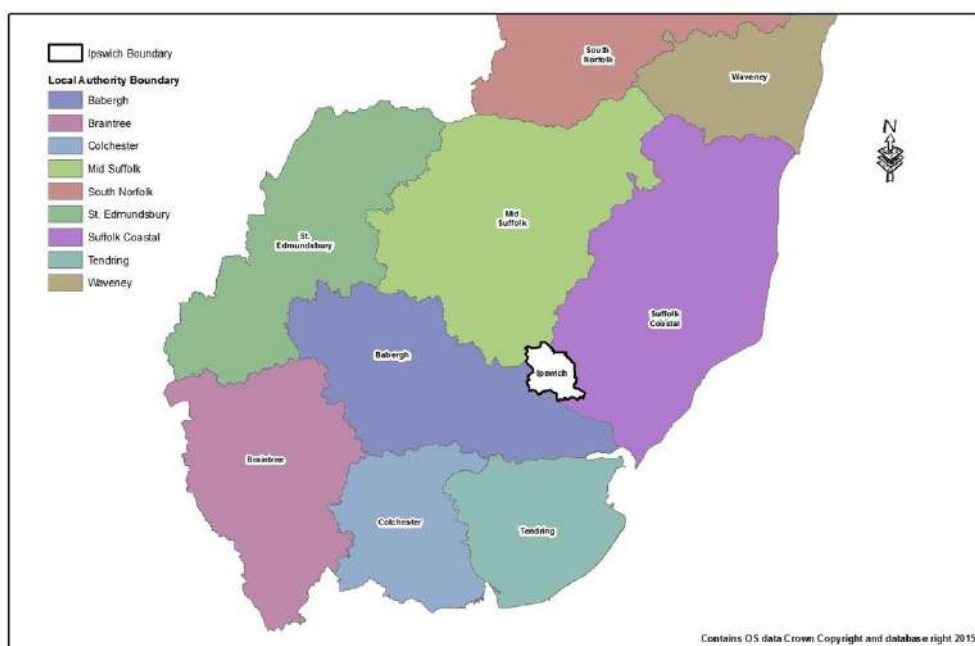 Ipswich Boundary
Local Authority Boundary
Babergh
Braintree
Colchester
Mid Suffolk
South Norfolk
St. Edmundsbury
Suffolk Coastal
Tendring
Waveney
South
Norfolk
Waveney
N
Mid
Suffolk
St.
Edmundsbury
Suffolk
Coastal
Babergh
Ipswich
Braintree
Colchester
Tendring
Contains OS data Crown Copyright and database right 2015